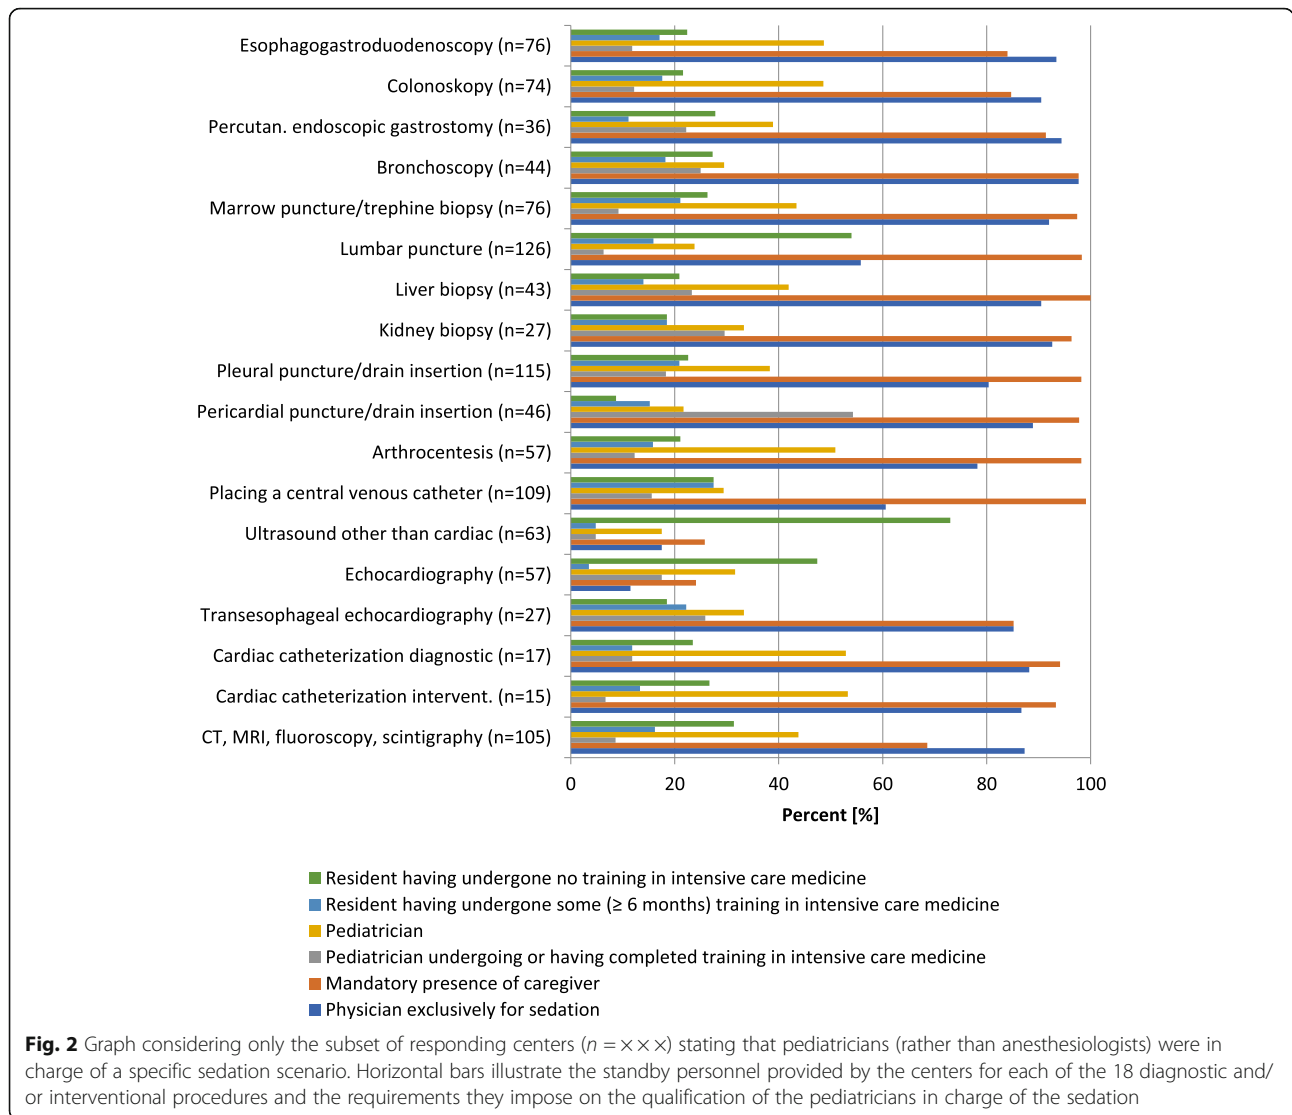 Esophagogastroduodenoscopy (n=76)
Colonoskopy (n=74)
Percutan. endoscopic gastrostomy (n=36)
Bronchoscopy (n=44)
Marrow puncture/trephine biopsy (n=76)
Lumbar puncture (n=126)
Liver biopsy (n=43)
Kidney biopsy (n=27)
Pleural puncture/drain insertion (n=115)
Pericardial puncture/drain insertion (n=46)
Arthrocentesis (n=57)
Placing a central venous catheter (n=109)
Ultrasound other than cardiac (n=63)
Echocardiography (n=57)
Transesophageal echocardiography (n=27)
Cardiac catheterization diagnostic (n=17)
Cardiac catheterization intervent. (n=15)
CT, MRI, fluoroscopy, scintigraphy (n=105)
0 20 40 60 80 100
Percent [%]
Resident having undergone no training in intensive care medicine
Resident having undergone some (≥ 6 months) training in intensive care medicine
Pediatrician
Pediatrician undergoing or having completed training in intensive care medicine
Mandatory presence of caregiver
Physician exclusively for sedation
Fig. 2 Graph considering only the subset of responding centers (n = × × ×) stating that pediatricians (rather than anesthesiologists) were in
charge of a specific sedation scenario. Horizontal bars illustrate the standby personnel provided by the centers for each of the 18 diagnostic and/
or interventional procedures and the requirements they impose on the qualification of the pediatricians in charge of the sedation